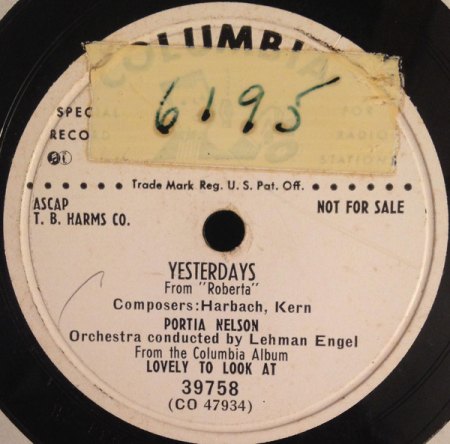 COLUMBIA
6195
SPECIAL FOR
RECORD RADIO
STATIONS
Trade Mark Reg. U.S. Pat. Off.
ASCAP NOT FOR SALE
T. B. HARMS CO.
YESTERDAYS
From "Roberta"
Composers: Harbach, Kern
PORTIA NELSON
Orchestra conducted by Lehman Engel
From the Columbia Album
LOVELY TO LOOK AT
39758
(CO 47934)